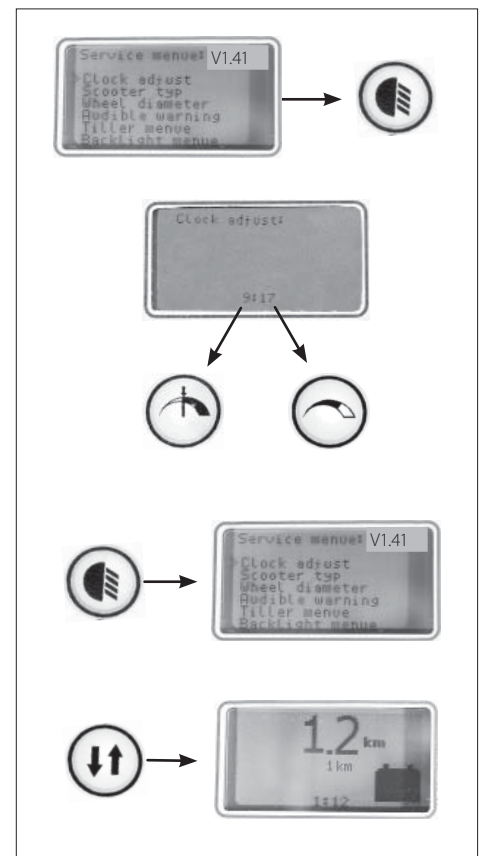 Service menue: V1.41
Clock adjust
Scooter typ
Wheel diameter
Audible warning
Tiller menue
Backlight menue
Clock adjust:
9:17
Service menue: V1.41
Clock adjust
Scooter typ
Wheel diameter
Audible warning
Tiller menue
Backlight menue
1.2 km
1km
1:12